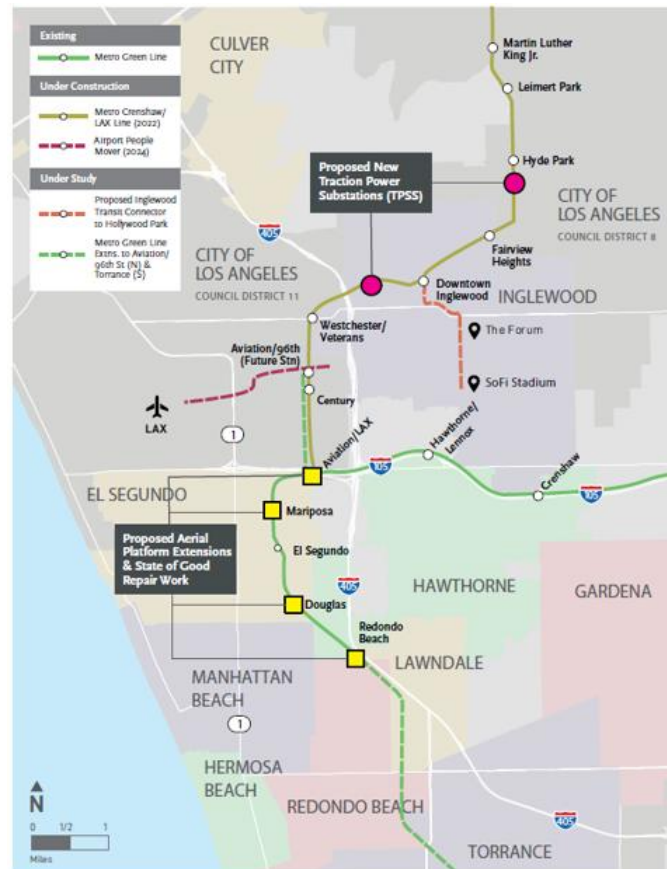 Existing
Metro Green Line
Under Construction
Metro Crenshaw/
LAX Line (2022)
Airport People
Mover (2024)
Under Study
Proposed Inglewood
Transit Connector
to Hollywood Park
Metro Green Line
Extns. to Aviation/
96th St (N) &
Torrance (S)
CULVER
CITY
Martin Luther
King Jr.
Leimert Park
Hyde Park
Proposed New
Traction Power
Substations (TPSS)
405
CITY OF
LOS ANGELES
COUNCIL DISTRICT 8
CITY OF
LOS ANGELES
COUNCIL DISTRICT 11
Fairview
Heights
Downtown
Inglewood
INGLEWOOD
Westchester/
Veterans
The Forum
Aviation/96th
(Future Stn)
SoFi Stadium
Century
LAX
1
Aviation/LAX
Hawthorne/
Lennox
105
Crenshaw
105
EL SEGUNDO
Mariposa
Proposed Aerial
Platform Extensions
& State of Good
Repair Work
El Segundo
405
HAWTHORNE
GARDENA
Douglas
Redondo
Beach
LAWNDALE
MANHATTAN
BEACH
1
HERMOSA
BEACH
REDONDO BEACH
405
TORRANCE
N
0 1/2 1
Miles